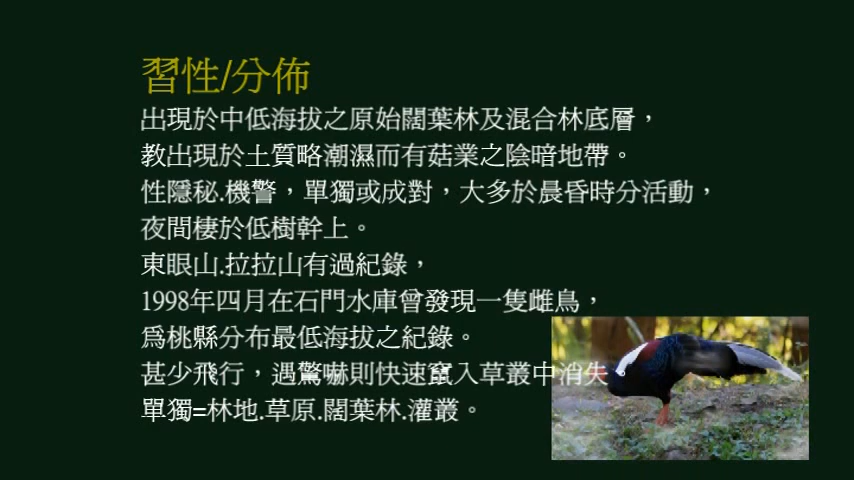 習性/分佈
出現於中低海拔之原始闊葉林及混合林底層，
教出現於土質略潮濕而有菇業之陰暗地帶。
性隱秘.機警，單獨或成對，大多於晨昏時分活動，
夜間棲於低樹幹上。
東眼山.拉拉山有過紀錄，
1998年四月在石門水庫曾發現一隻雌鳥，
為桃縣分布最低海拔之紀錄。
甚少飛行，遇驚嚇則快速竄入草叢中消失
單獨=林地.草原.闊葉林.灌叢。